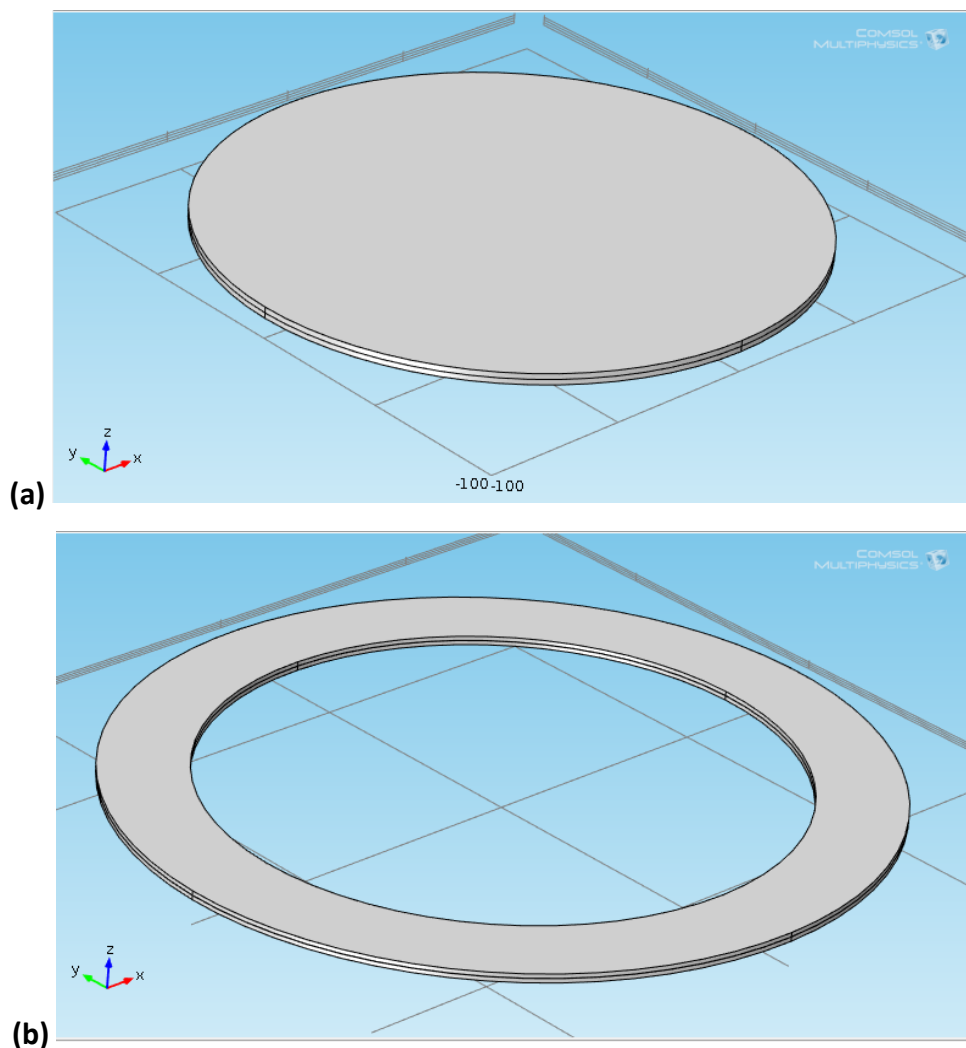 COMSOL
MULTIPHYSICS
z
y
x
-100-100
(a)
COMSOL
MULTIPHYSICS
z
y
x
(b)